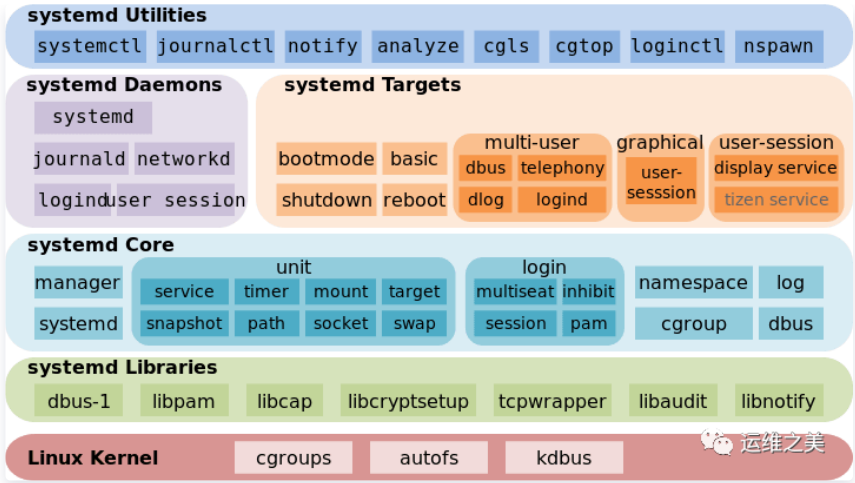 systemd Utilities
systemctl journalctl notify analyze cgls cgtop loginctl nspawn
systemd Daemons
systemd
journald networkd
logind user session
systemd Targets
bootmode basic
shutdown reboot
multi-user
dbus telephony
dlog logind
graphical
user-
sesssion
user-session
display service
tizen service
systemd Core
manager
systemd
unit
service timer mount target
snapshot path socket swap
login
multiseat inhibit
session pam
namespace log
cgroup dbus
systemd Libraries
dbus-1 libpam libcap libcryptsetup tcpwrapper libaudit libnotify
Linux Kernel cgroups autofs kdbus
运维之美